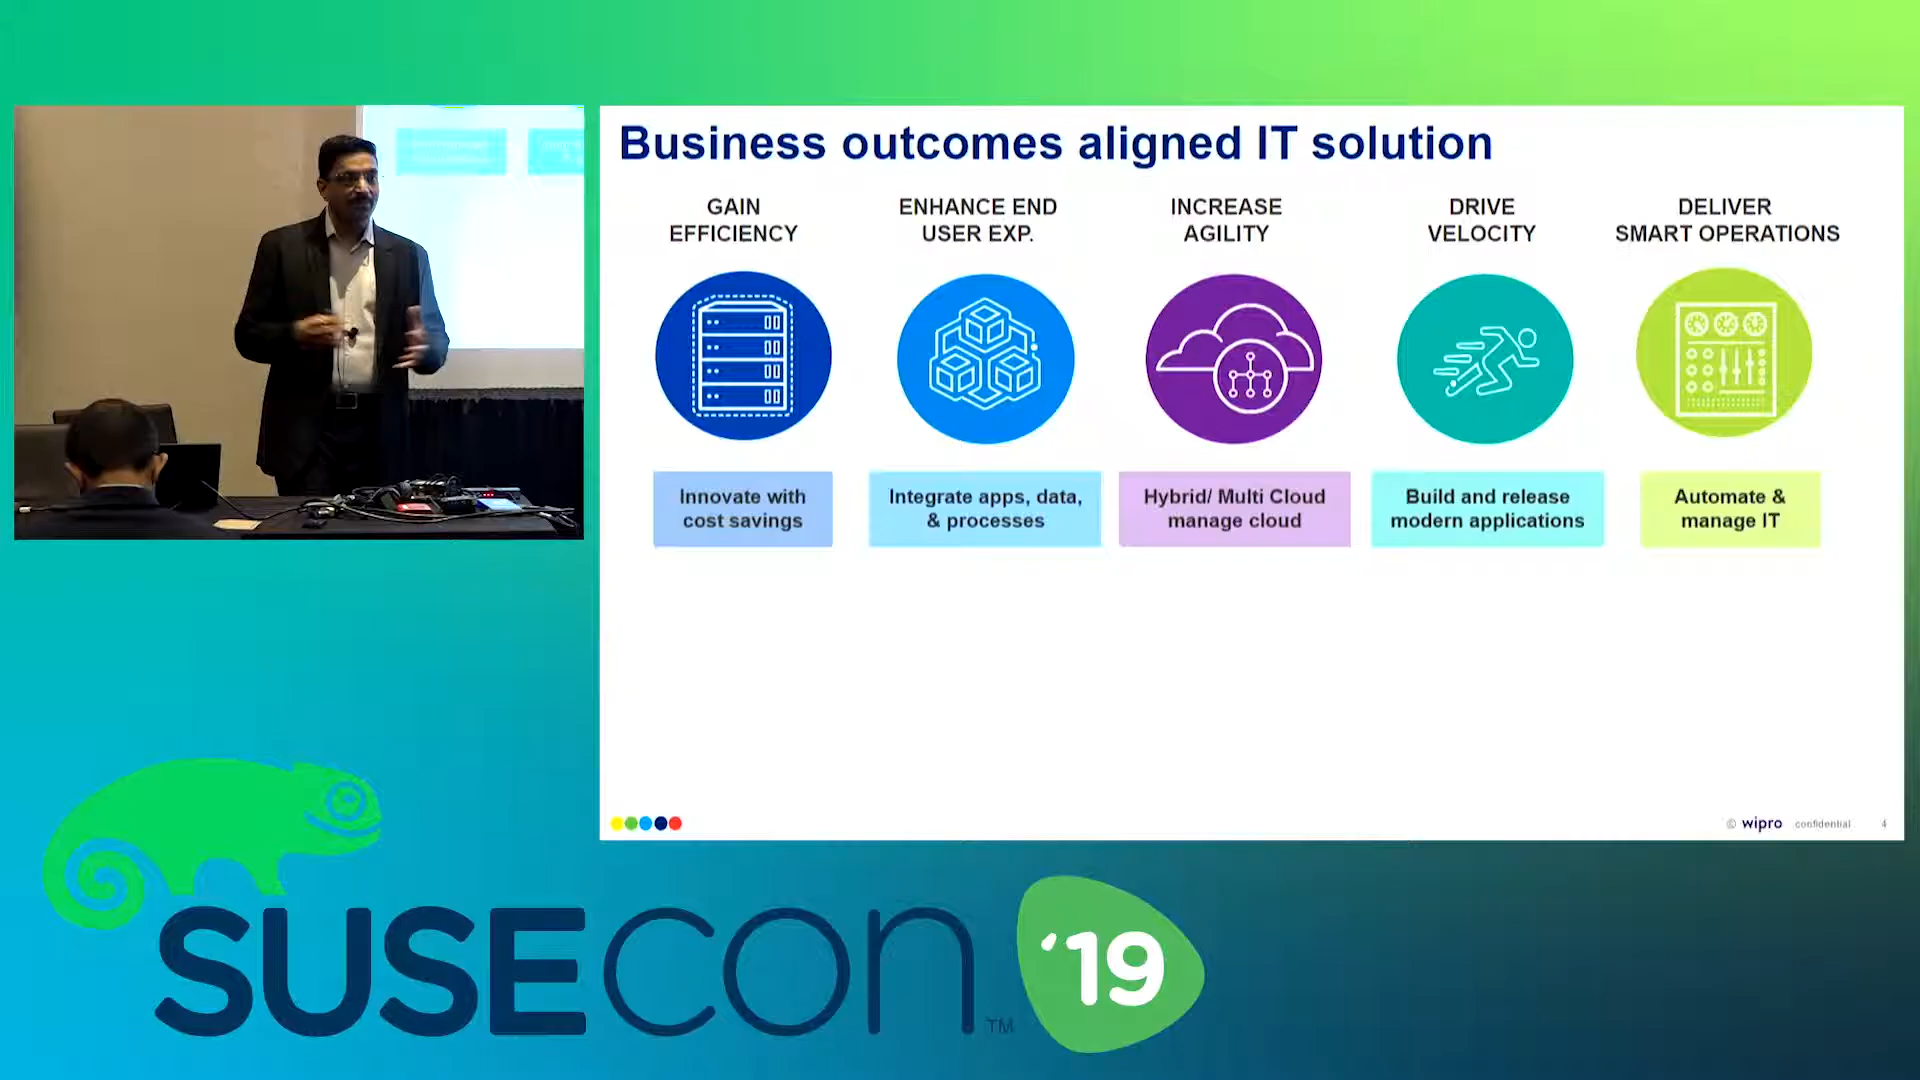 Business outcomes aligned IT solution
GAIN
EFFICIENCY
ENHANCE END
USER EXP.
INCREASE
AGILITY
DRIVE
VELOCITY
DELIVER
SMART OPERATIONS
Innovate with
cost savings
Integrate apps, data,
& processes
Hybrid/ Multi Cloud
manage cloud
Build and release
modern applications
Automate &
manage IT
© wipro confidential 4
SUSECON™ '19